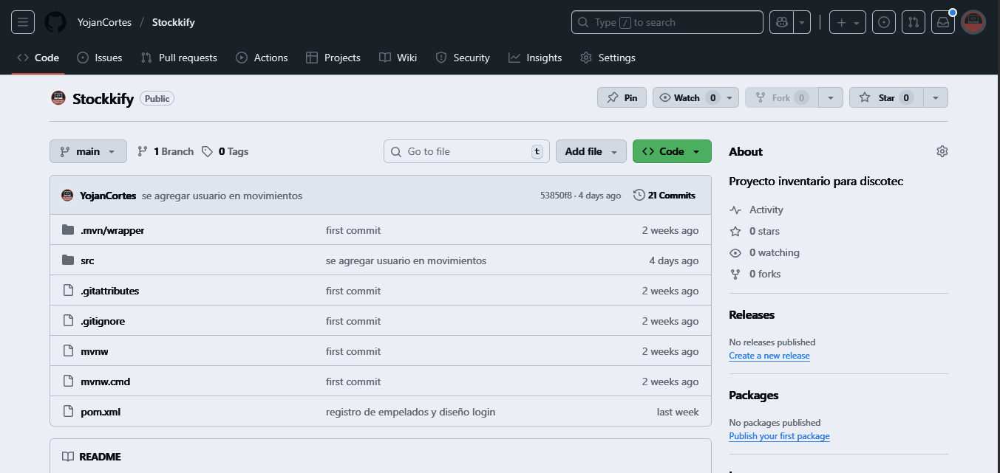 YojanCortes / Stockkify
Type / to search
Code Issues Pull requests Actions Projects Wiki Security Insights Settings
Stockkify Public
Pin Watch 0 Fork 0 Star 0
main 1 Branch 0 Tags Go to file t Add file Code
YojanCortes se agregar usuario en movimientos 53850f8 · 4 days ago 21 Commits
.mvn/wrapper first commit 2 weeks ago
src se agregar usuario en movimientos 4 days ago
.gitattributes first commit 2 weeks ago
.gitignore first commit 2 weeks ago
mvnw first commit 2 weeks ago
mvnw.cmd first commit 2 weeks ago
pom.xml registro de empelados y diseño login last week
README
About
Proyecto inventario para discotec
Activity
0 stars
0 watching
0 forks
Releases
No releases published
Create a new release
Packages
No packages published
Publish your first package